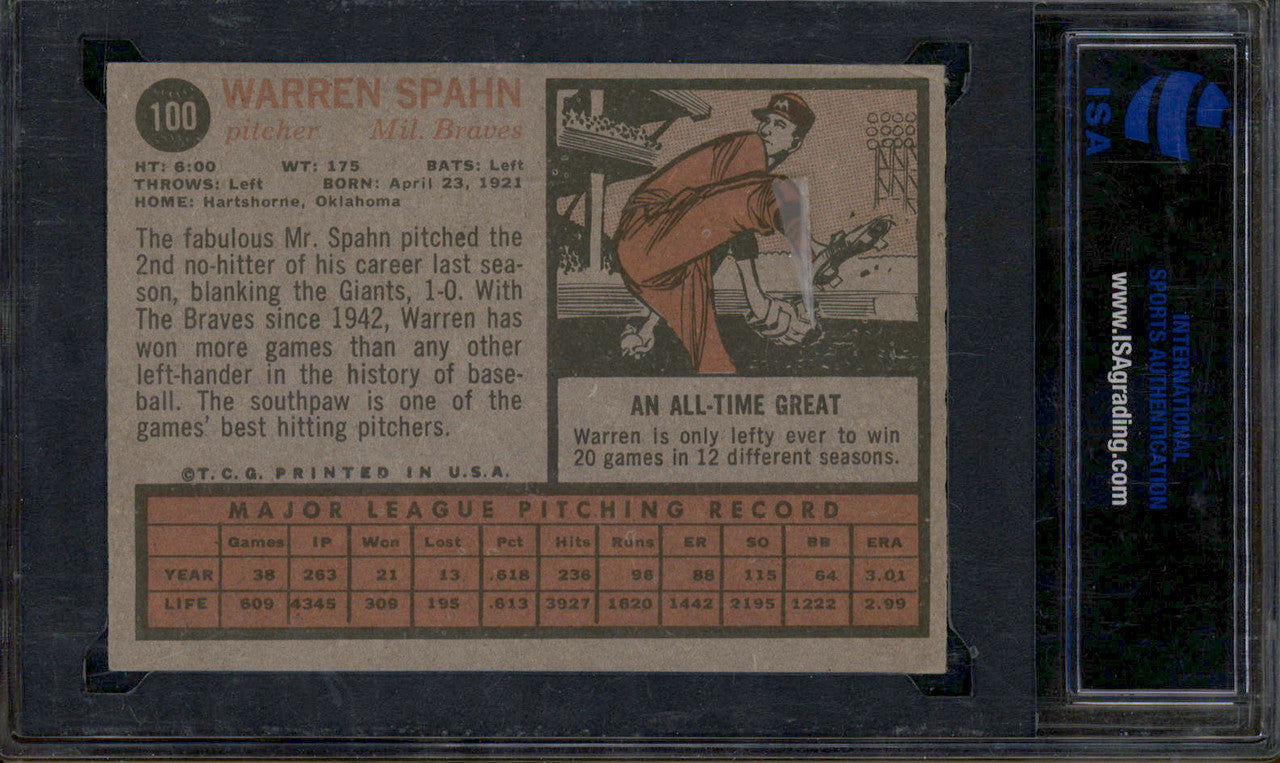 100
WARREN SPAHN
pitcher Mil. Braves
HT: 6:00 WT: 175 BATS: Left
THROWS: Left BORN: April 23, 1921
HOME: Hartshorne, Oklahoma
The fabulous Mr. Spahn pitched the
2nd no-hitter of his career last sea-
son, blanking the Giants, 1-0. With
The Braves since 1942, Warren has
won more games than any other
left-hander in the history of base-
ball. The southpaw is one of the
games' best hitting pitchers.
©T.C.G. PRINTED IN U.S.A.
M
AN ALL-TIME GREAT
Warren is only lefty ever to win
20 games in 12 different seasons.
MAJOR LEAGUE PITCHING RECORD
Games IP Won Lost Pct Hits Runs ER SO BB ERA
YEAR 38 263 21 13 .618 236 96 88 115 64 3.01
LIFE 609 4345 309 195 .613 3927 1620 1442 2195 1222 2.99
ISA
INTERNATIONAL
SPORTS AUTHENTICATION
www.ISAgrading.com